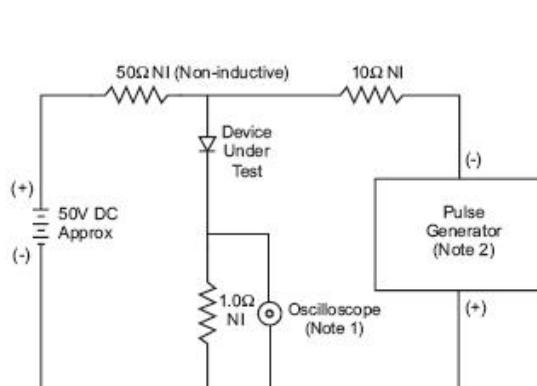 50Ω NI (Non-inductive)
10Ω NI
Device
Under
Test
(+)
50V DC
Approx
(-)
(-)
Pulse
Generator
(Note 2)
(+)
1.0Ω
NI
Oscilloscope
(Note 1)